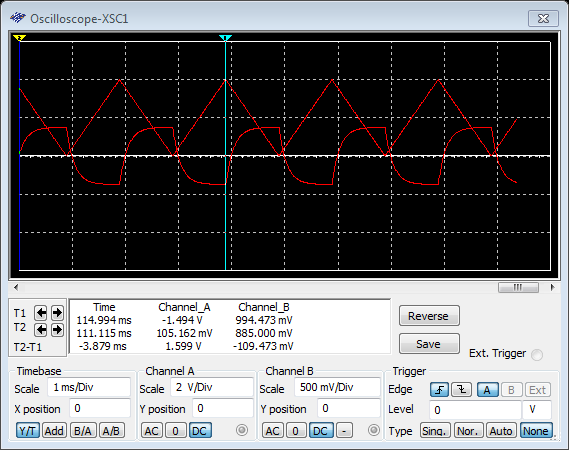 Oscilloscope-XSC1
2
1
T1
T2
T2-T1
Time Channel_A Channel_B
114.994 ms -1.494 V 994.473 mV
111.115 ms 105.162 mV 885.000 mV
-3.879 ms 1.599 V -109.473 mV
Reverse
Save
Ext. Trigger
Timebase
Scale 1 ms/Div
X position 0
Y/T Add B/A A/B
Channel A
Scale 2 V/Div
Y position 0
AC 0 DC
Channel B
Scale 500 mV/Div
Y position 0
AC 0 DC -
Trigger
Edge A B Ext
Level 0 V
Type Sing. Nor. Auto None